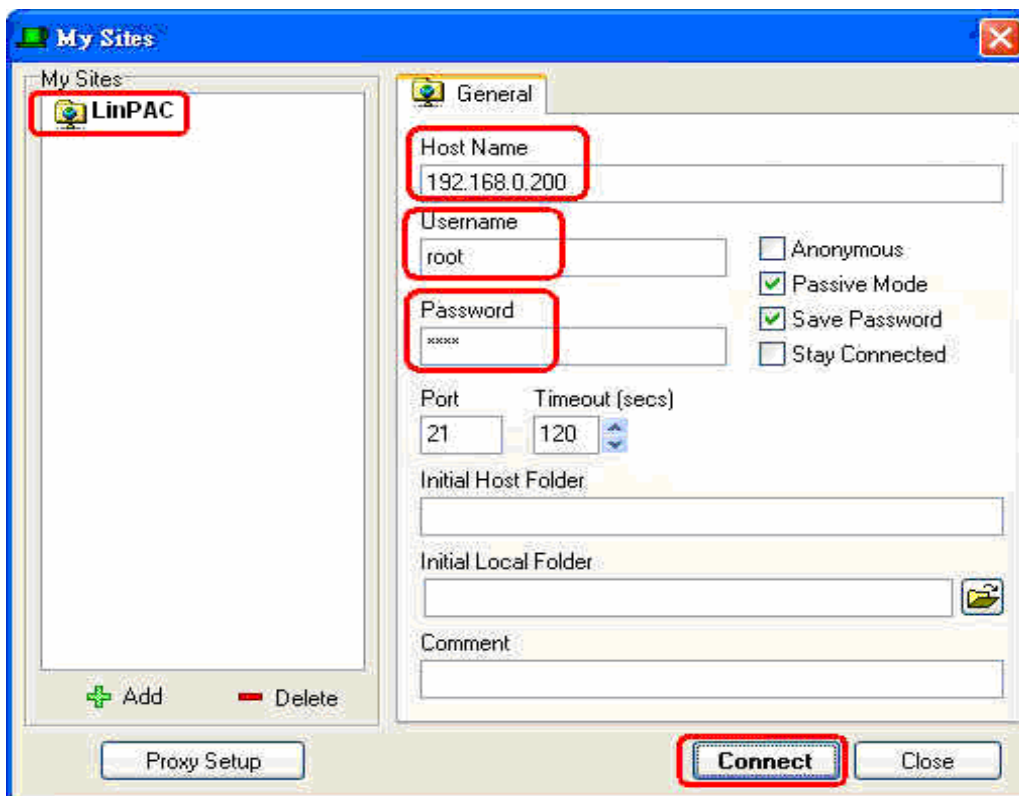 My Sites
My Sites
LinPAC
Add
Delete
General
Host Name
192.168.0.200
Username
root
Anonymous
Passive Mode
Password
Save Password
****
Stay Connected
Port
Timeout (secs)
21
120
Initial Host Folder
Initial Local Folder
Comment
Proxy Setup
Connect
Close